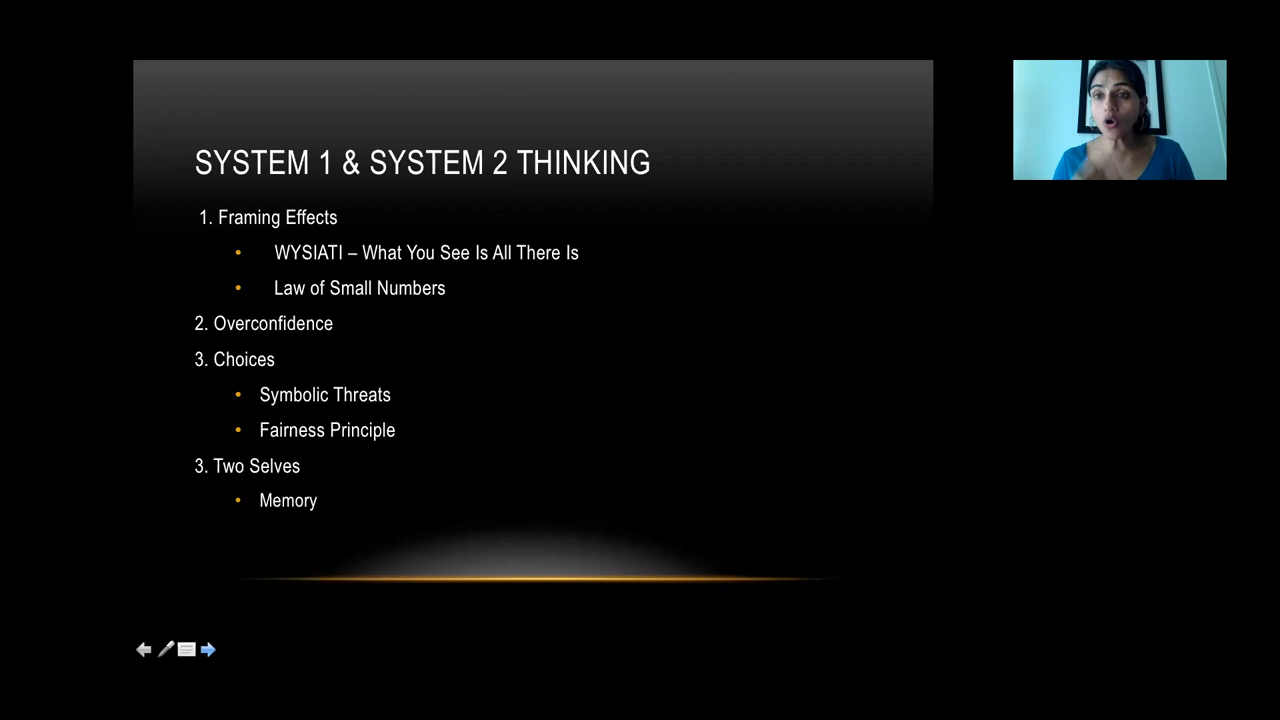 SYSTEM 1 & SYSTEM 2 THINKING
1. Framing Effects
• WYSIATI – What You See Is All There Is
• Law of Small Numbers
2. Overconfidence
3. Choices
• Symbolic Threats
• Fairness Principle
3. Two Selves
• Memory